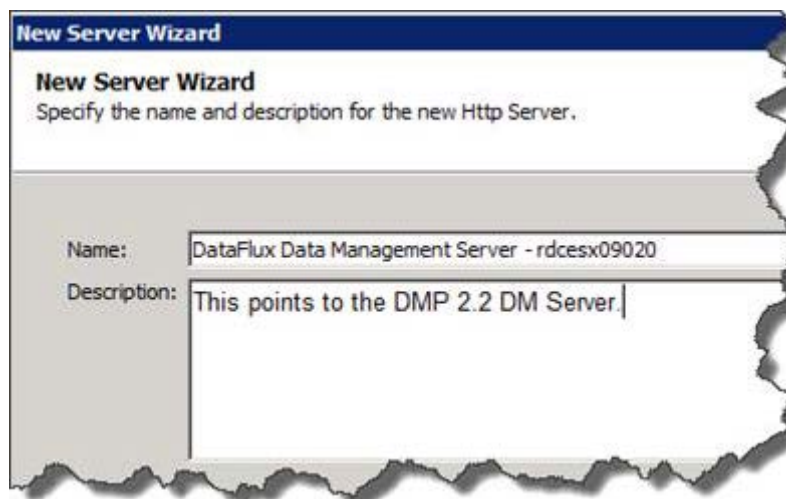 New Server Wizard
New Server Wizard
Specify the name and description for the new Http Server.
Name: DataFlux Data Management Server - rdcesx09020
Description: This points to the DMP 2.2 DM Server.